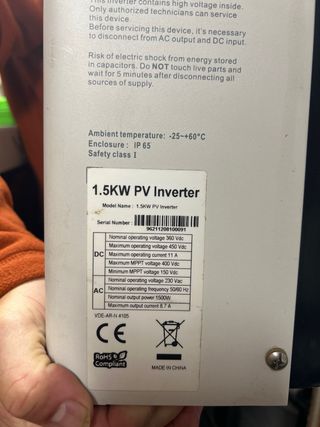 This inverter contains high voltage inside.
Only authorized technicians can service
this device.
Before servicing this device, it's necessary
to disconnect from AC output and DC input.
Risk of electric shock from energy stored
in capacitors. Do NOT touch live parts and
wait for 5 minutes after disconnecting all
sources of supply.
Ambient temperature: -25~+60°C
Enclosure : IP 65
Safety class I
1.5KW PV Inverter
Model Name : 1.5KW PV Inverter
Serial Number :
96211208100091
DC
Nominal operating voltage 360 Vdc
Maximum operating voltage 450 Vdc
Maximum operating current 11 A
Maximum MPPT voltage 400 Vdc
Minimum MPPT voltage 150 Vdc
AC
Nominal operating voltage 230 Vac
Nominal operating frequency 50/60 Hz
Nominal output power 1500W
Maximum output current 8.7 A
VDE-AR-N 4105
CE
RoHS
Compliant
MADE IN CHINA